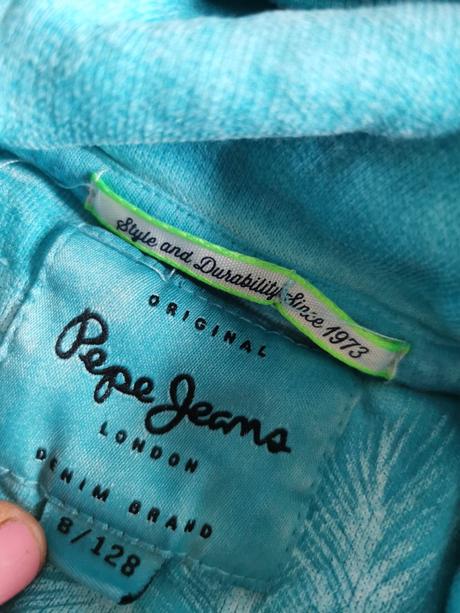 Style and Durability Since 1973
ORIGINAL
Pepe Jeans
LONDON
DENIM BRAND
8/128